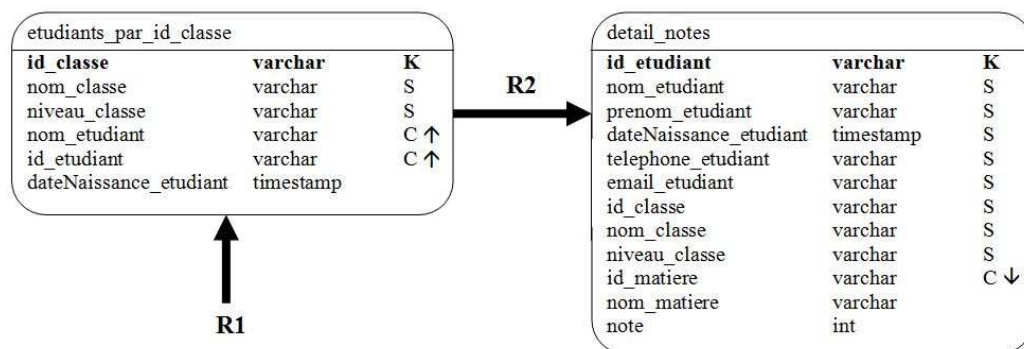 etudiants_par_id_classe
id_classe varchar K
nom_classe varchar S
niveau_classe varchar S
nom_etudiant varchar C ↑
id_etudiant varchar C ↑
dateNaissance_etudiant timestamp
R1
R2
detail_notes
id_etudiant varchar K
nom_etudiant varchar S
prenom_etudiant varchar S
dateNaissance_etudiant timestamp S
telephone_etudiant varchar S
email_etudiant varchar S
id_classe varchar S
nom_classe varchar S
niveau_classe varchar S
id_matiere varchar C ↓
nom_matiere varchar
note int